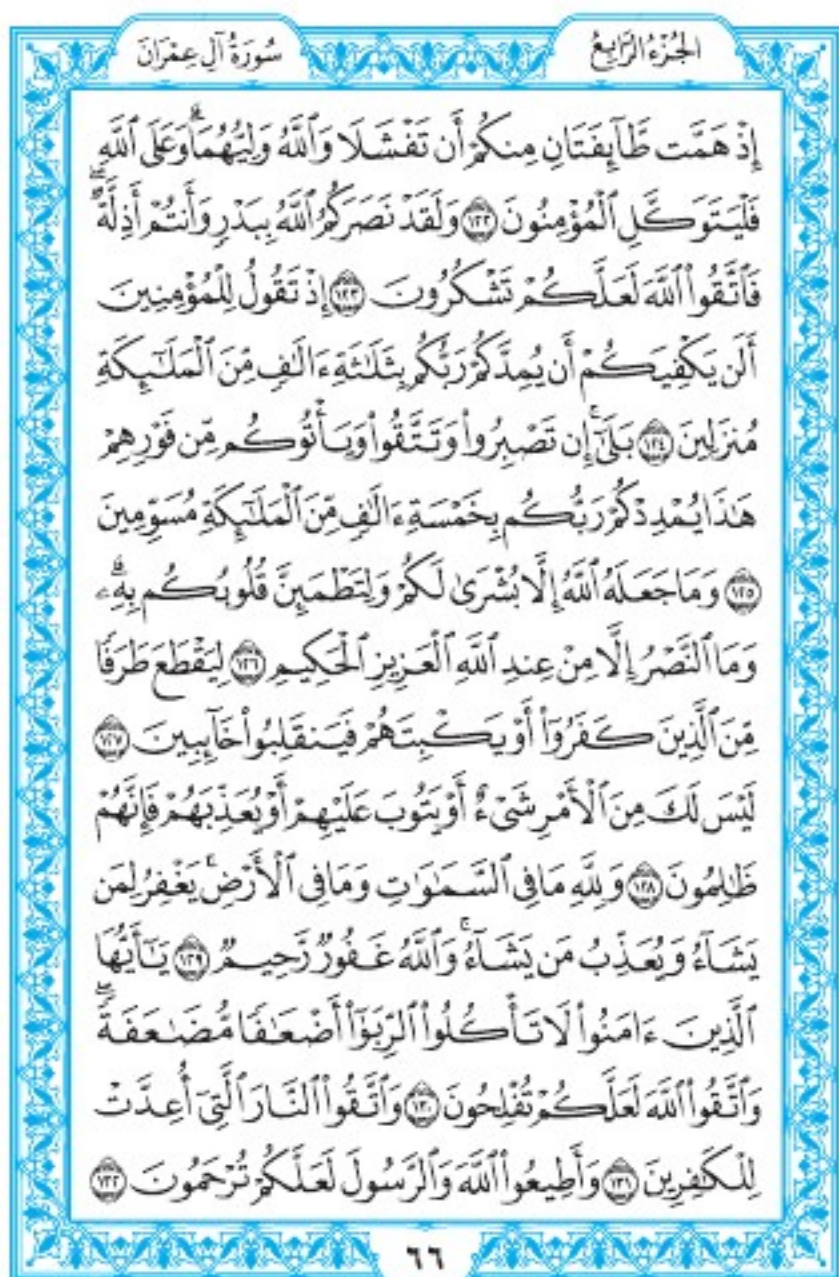 الجُزْءُ الرَّابِعُ
سُورَةُ آلِ عِمْرَانَ
إِذْ هَمَّت طَّآئِفَتَانِ مِنكُمْ أَن تَفْشَلَا وَٱللَّهُ وَلِيُّهُمَاۗ وَعَلَى ٱللَّهِ
فَلْيَتَوَكَّلِ ٱلْمُؤْمِنُونَ ١٢٢ وَلَقَدْ نَصَرَكُمُ ٱللَّهُ بِبَدْرٍ وَأَنتُمْ أَذِلَّةٌۖ
فَٱتَّقُوا۟ ٱللَّهَ لَعَلَّكُمْ تَشْكُرُونَ ١٢٣ إِذْ تَقُولُ لِلْمُؤْمِنِينَ
أَلَن يَكْفِيَكُمْ أَن يُمِدَّكُمْ رَبُّكُم بِثَلَٰثَةِ ءَالَٰفٍ مِّنَ ٱلْمَلَٰٓئِكَةِ
مُنزَلِينَ ١٢٤ بَلَىٰٓۚ إِن تَصْبِرُوا۟ وَتَتَّقُوا۟ وَيَأْتُوكُم مِّن فَوْرِهِمْ
هَٰذَا يُمْدِدْكُمْ رَبُّكُم بِخَمْسَةِ ءَالَٰفٍ مِّنَ ٱلْمَلَٰٓئِكَةِ مُسَوِّمِينَ
١٢٥ وَمَا جَعَلَهُ ٱللَّهُ إِلَّا بُشْرَىٰ لَكُمْ وَلِتَطْمَئِنَّ قُلُوبُكُم بِهِۦۗ
وَمَا ٱلنَّصْرُ إِلَّا مِنْ عِندِ ٱللَّهِ ٱلْعَزِيزِ ٱلْحَكِيمِ ١٢٦ لِيَقْطَعَ طَرَفًا
مِّنَ ٱلَّذِينَ كَفَرُوٓا۟ أَوْ يَكْبِتَهُمْ فَيَنقَلِبُوا۟ خَآئِبِينَ ١٢٧
لَيْسَ لَكَ مِنَ ٱلْأَمْرِ شَىْءٌ أَوْ يَتُوبَ عَلَيْهِمْ أَوْ يُعَذِّبَهُمْ فَإِنَّهُمْ
ظَٰلِمُونَ ١٢٨ وَلِلَّهِ مَا فِى ٱلسَّمَٰوَٰتِ وَمَا فِى ٱلْأَرْضِۚ يَغْفِرُ لِمَن
يَشَآءُ وَيُعَذِّبُ مَن يَشَآءُۚ وَٱللَّهُ غَفُورٌ رَّحِيمٌ ١٢٩ يَٰٓأَيُّهَا
ٱلَّذِينَ ءَامَنُوا۟ لَا تَأْكُلُوا۟ ٱلرِّبَوٰٓا۟ أَضْعَٰفًا مُّضَٰعَفَةًۖ
وَٱتَّقُوا۟ ٱللَّهَ لَعَلَّكُمْ تُفْلِحُونَ ١٣٠ وَٱتَّقُوا۟ ٱلنَّارَ ٱلَّتِىٓ أُعِدَّتْ
لِلْكَٰفِرِينَ ١٣١ وَأَطِيعُوا۟ ٱللَّهَ وَٱلرَّسُولَ لَعَلَّكُمْ تُرْحَمُونَ ١٣٢
٦٦